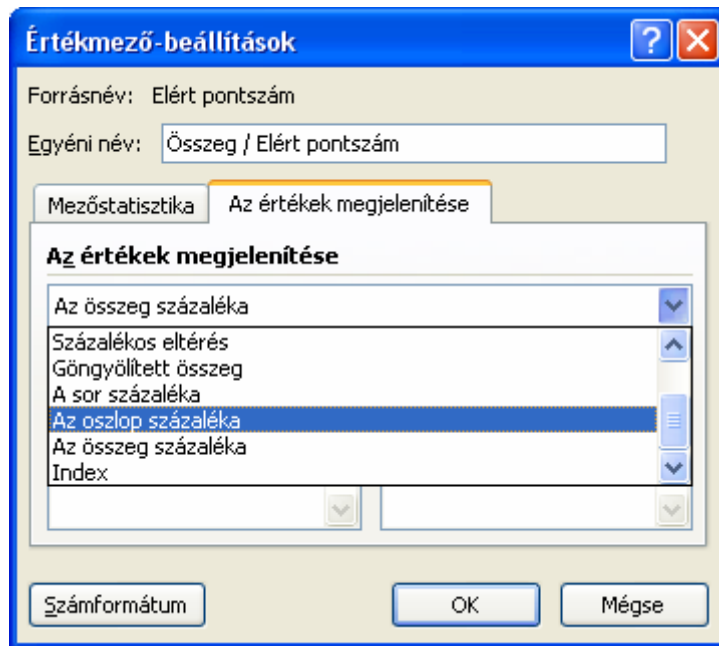 Értékmező-beállítások
Forrásnév: Elért pontszám
Egyéni név: Összeg / Elért pontszám
Mezőstatisztika Az értékek megjelenítése
Az értékek megjelenítése
Az összeg százaléka
Százalékos eltérés
Göngyölített összeg
A sor százaléka
Az oszlop százaléka
Az összeg százaléka
Index
Számformátum OK Mégse